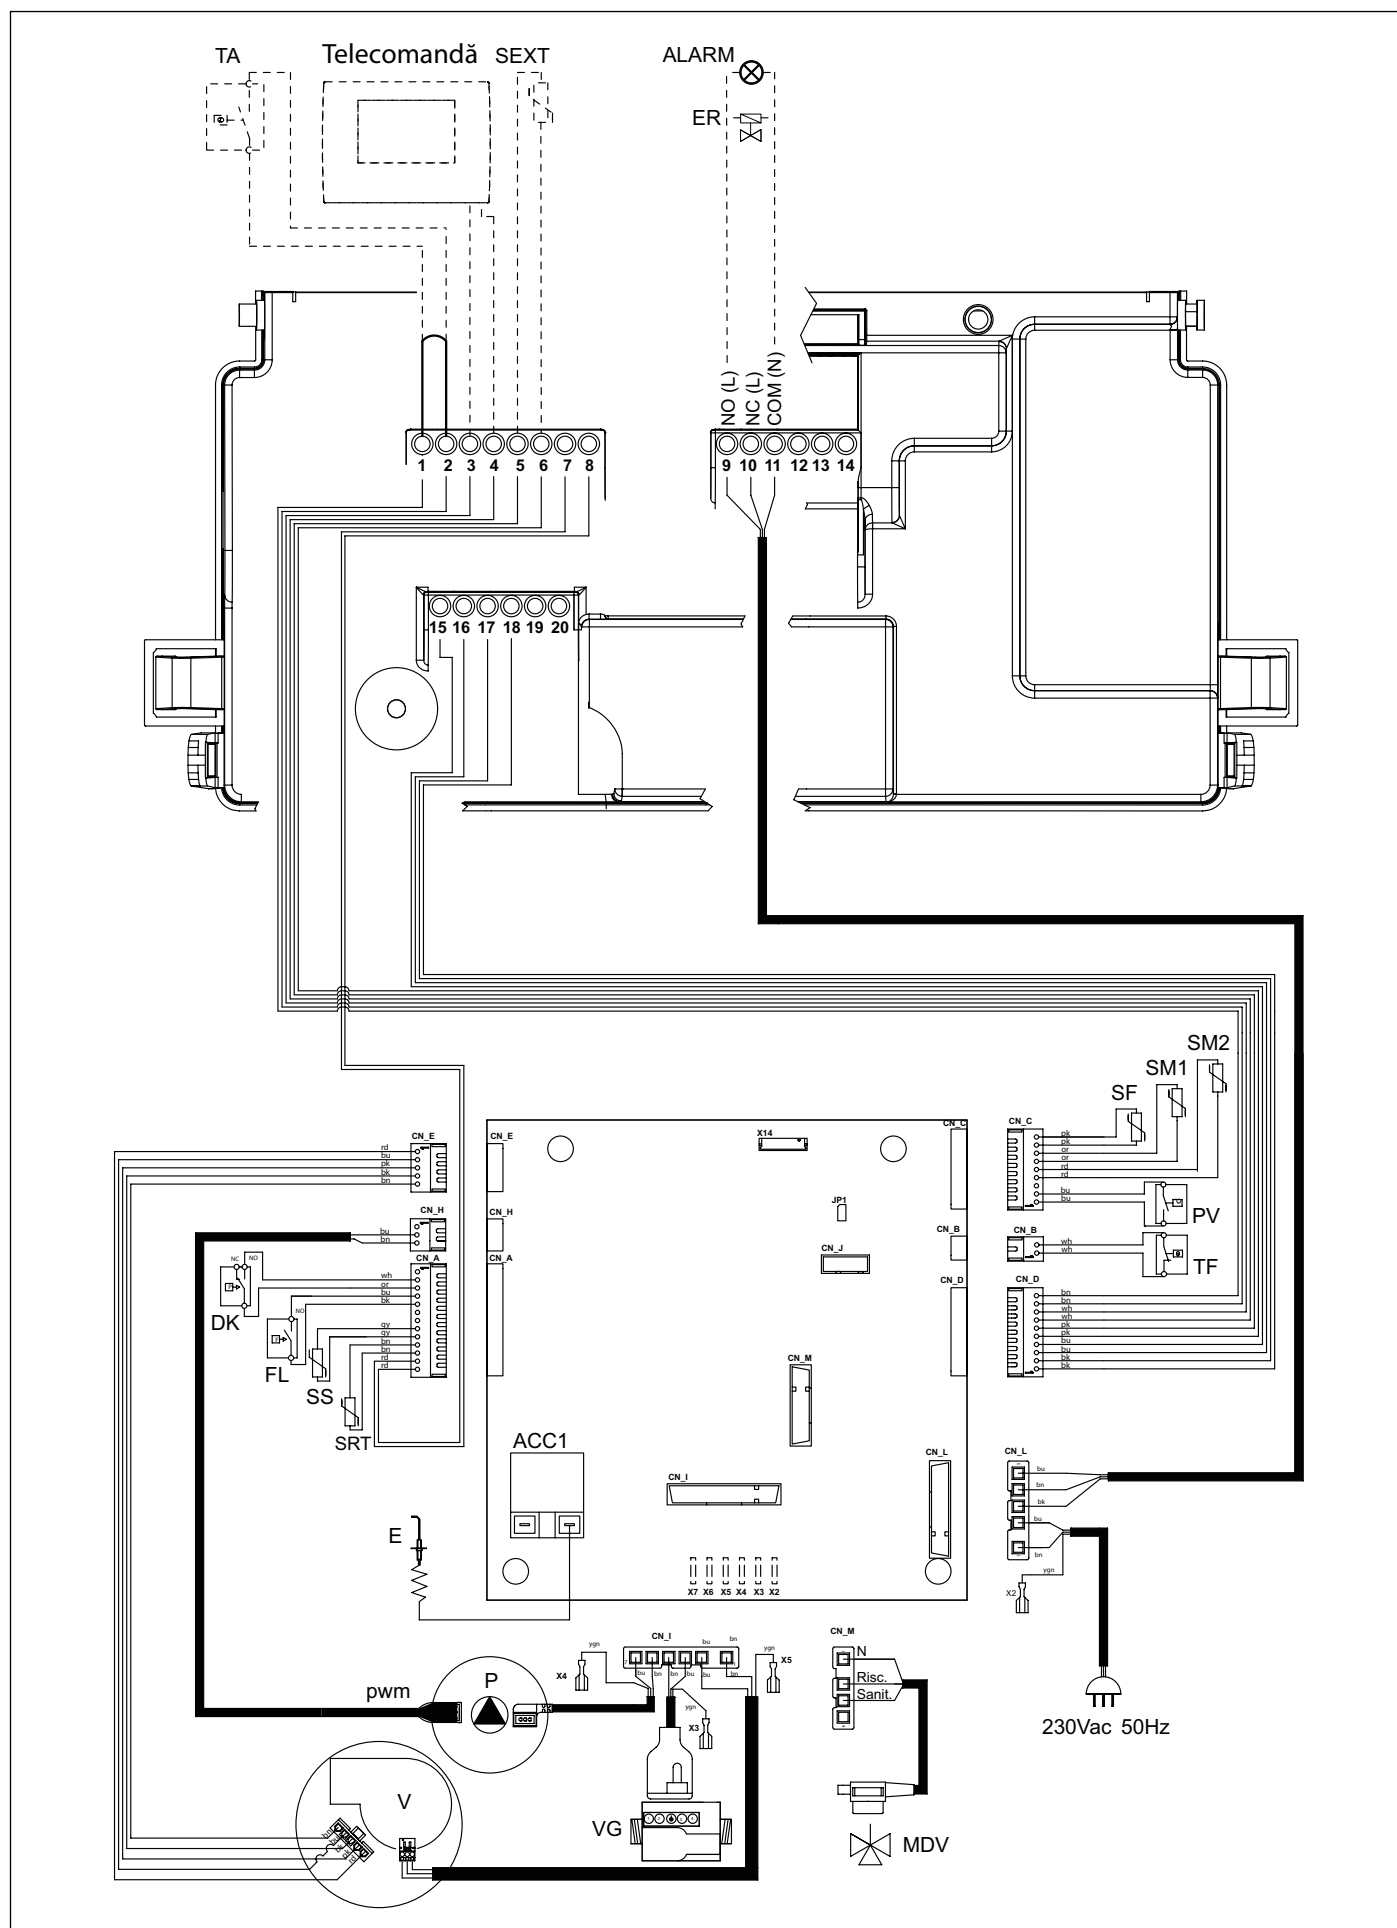 TA
Telecomandă
SEXT
ALARM
ER
NO (L)
NC (L)
COM (N)
1 2 3 4 5 6 7 8
9 10 11 12 13 14
15 16 17 18 19 20
SM2
SM1
SF
CN_E
rd
bu
pk
bk
bn
CN_E
X14
CN_C
CN_C
pk
pk
or
or
rd
rd
bu
bu
PV
JP1
CN_H
bu
bn
CN_H
CN_B
CN_B
wh
wh
TF
CN_J
CN_A
NC
NO
wh
or
bu
bk
gy
gy
bn
bn
rd
rd
CN_A
DK
NO
FL
SS
SRT
CN_D
CN_D
bn
bn
wh
wh
pk
pk
bu
bu
bk
bk
CN_M
ACC1
CN_I
CN_L
CN_L
bu
bn
bk
bu
bn
ygn
X2
E
X7 X6 X5 X4 X3 X2
CN_I
ygn
X4
bu
bn
bn
bu
bu
bu
bn
bn
ygn
X5
ygn
X3
CN_M
N
Risc.
Sanit.
230Vac 50Hz
pwm
P
V
bn
bu
bk
pk
rd
VG
MDV